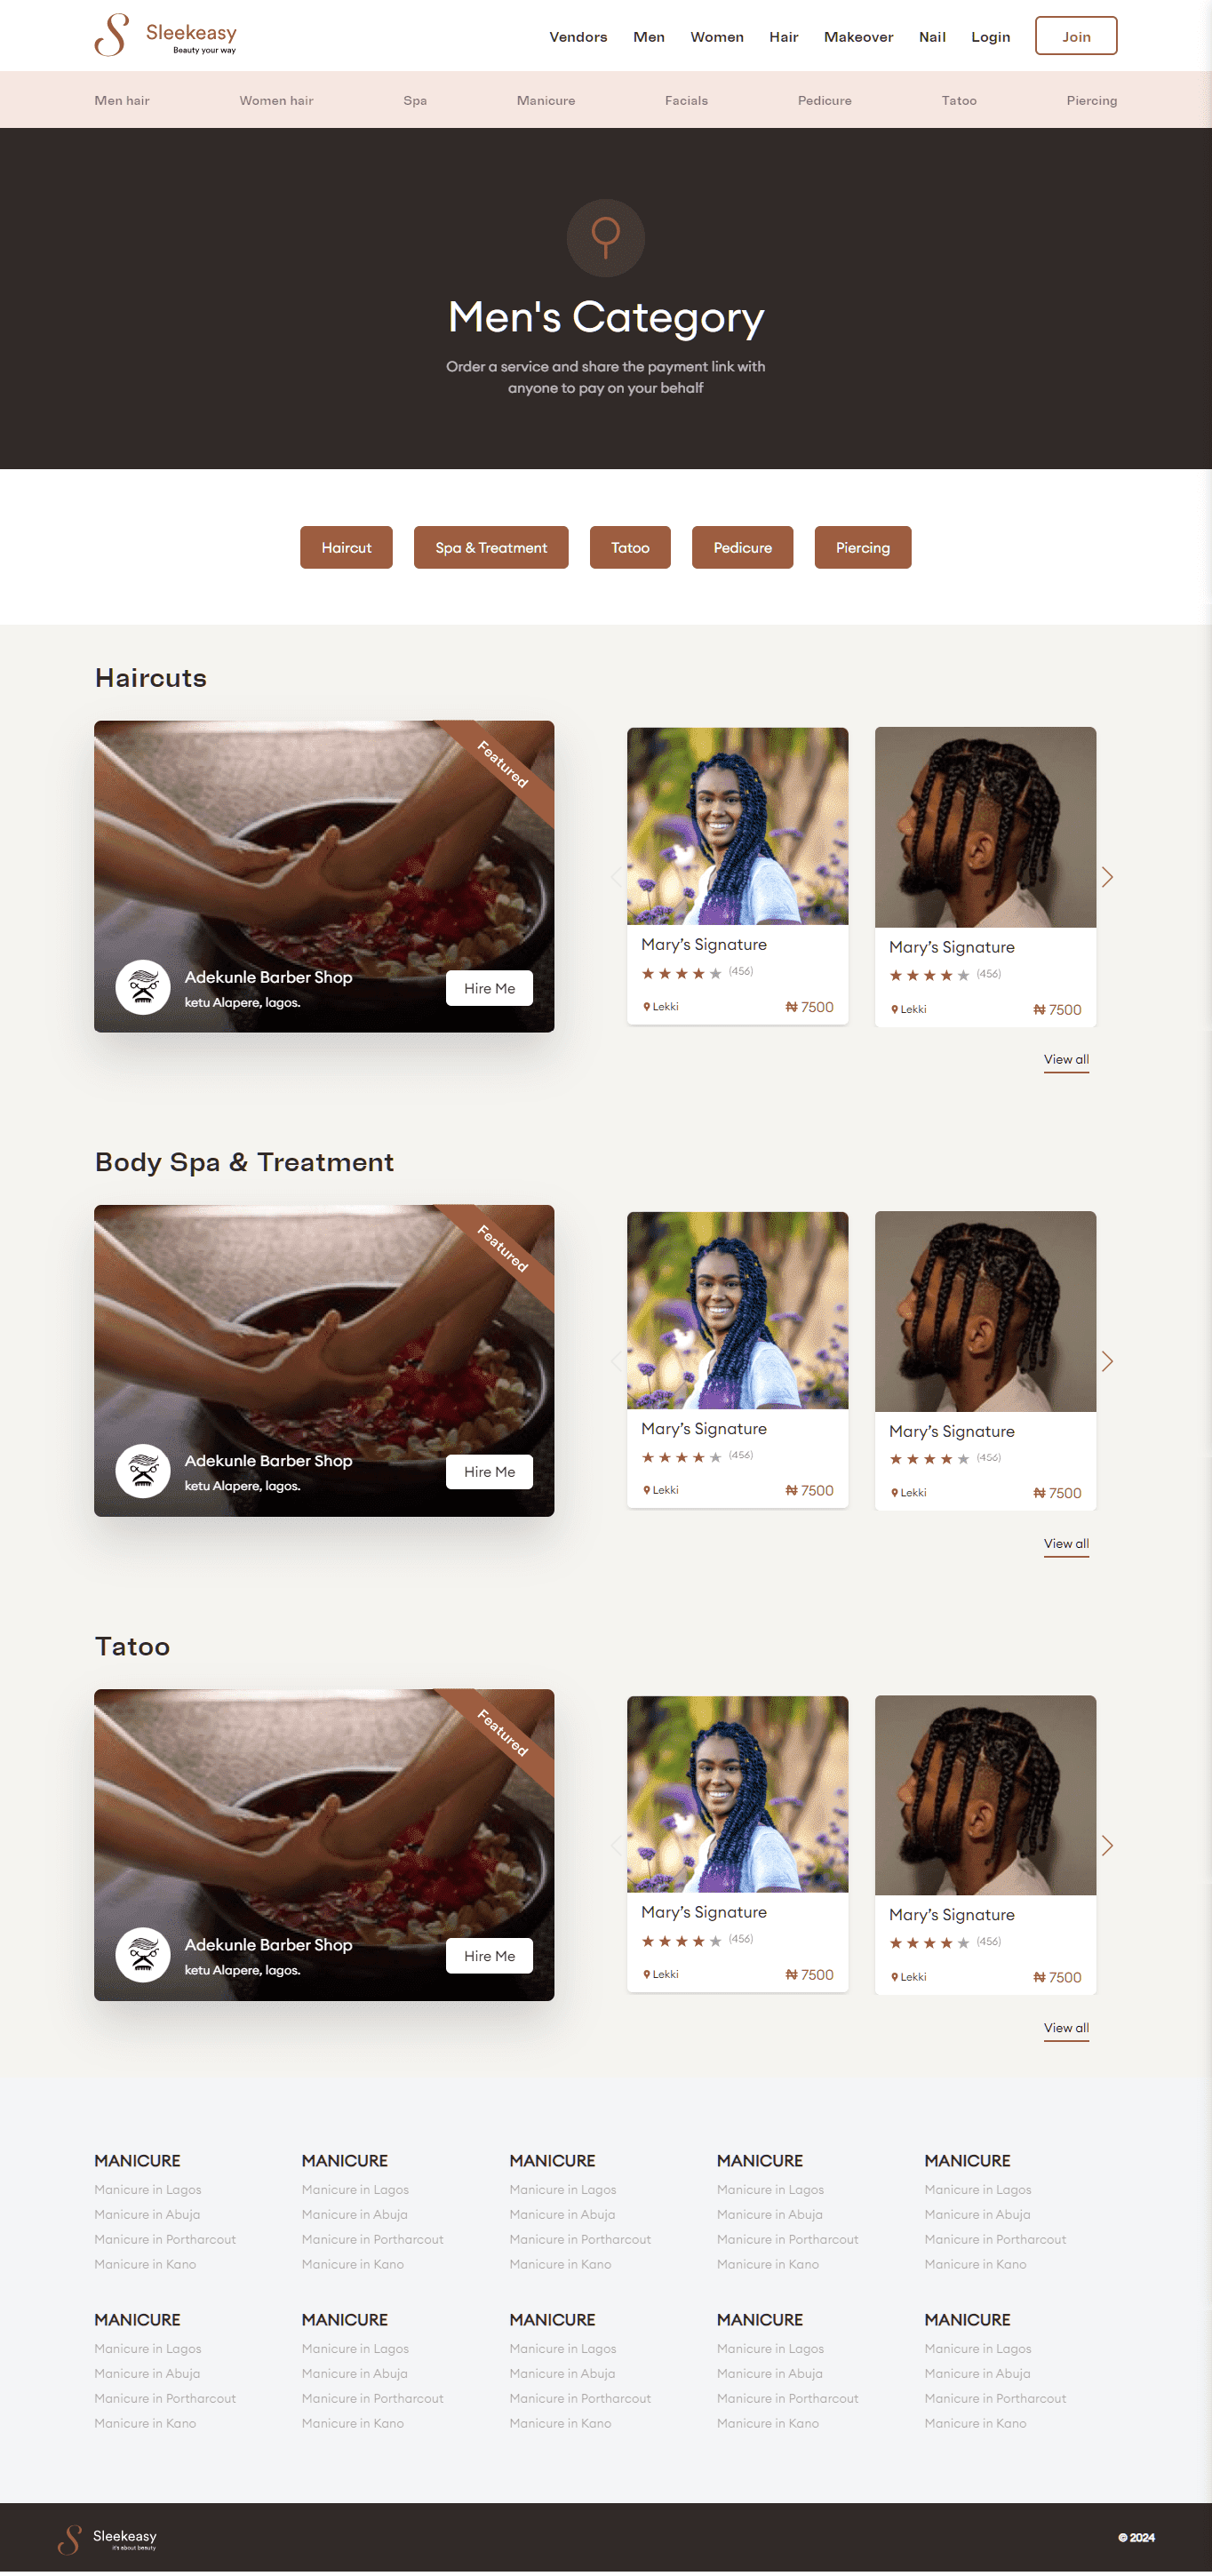 Sleekeasy
Beauty your way
Vendors Men Women Hair Makeover Nail Login Join
Men hair Women hair Spa Manicure Facials Pedicure Tatoo Piercing
Men's Category
Order a service and share the payment link with
anyone to pay on your behalf
Haircut Spa & Treatment Tatoo Pedicure Piercing
Haircuts
Featured
Adekunle Barber Shop
ketu Alapere, lagos.
Hire Me
Mary’s Signature
(456)
Lekki ₦ 7500
Mary’s Signature
(456)
Lekki ₦ 7500
View all
Body Spa & Treatment
Featured
Adekunle Barber Shop
ketu Alapere, lagos.
Hire Me
Mary’s Signature
(456)
Lekki ₦ 7500
Mary’s Signature
(456)
Lekki ₦ 7500
View all
Tatoo
Featured
Adekunle Barber Shop
ketu Alapere, lagos.
Hire Me
Mary’s Signature
(456)
Lekki ₦ 7500
Mary’s Signature
(456)
Lekki ₦ 7500
View all
MANICURE MANICURE MANICURE MANICURE MANICURE
Manicure in Lagos Manicure in Lagos Manicure in Lagos Manicure in Lagos Manicure in Lagos
Manicure in Abuja Manicure in Abuja Manicure in Abuja Manicure in Abuja Manicure in Abuja
Manicure in Portharcout Manicure in Portharcout Manicure in Portharcout Manicure in Portharcout Manicure in Portharcout
Manicure in Kano Manicure in Kano Manicure in Kano Manicure in Kano Manicure in Kano
MANICURE MANICURE MANICURE MANICURE MANICURE
Manicure in Lagos Manicure in Lagos Manicure in Lagos Manicure in Lagos Manicure in Lagos
Manicure in Abuja Manicure in Abuja Manicure in Abuja Manicure in Abuja Manicure in Abuja
Manicure in Portharcout Manicure in Portharcout Manicure in Portharcout Manicure in Portharcout Manicure in Portharcout
Manicure in Kano Manicure in Kano Manicure in Kano Manicure in Kano Manicure in Kano
Sleekeasy
it's about beauty
© 2024